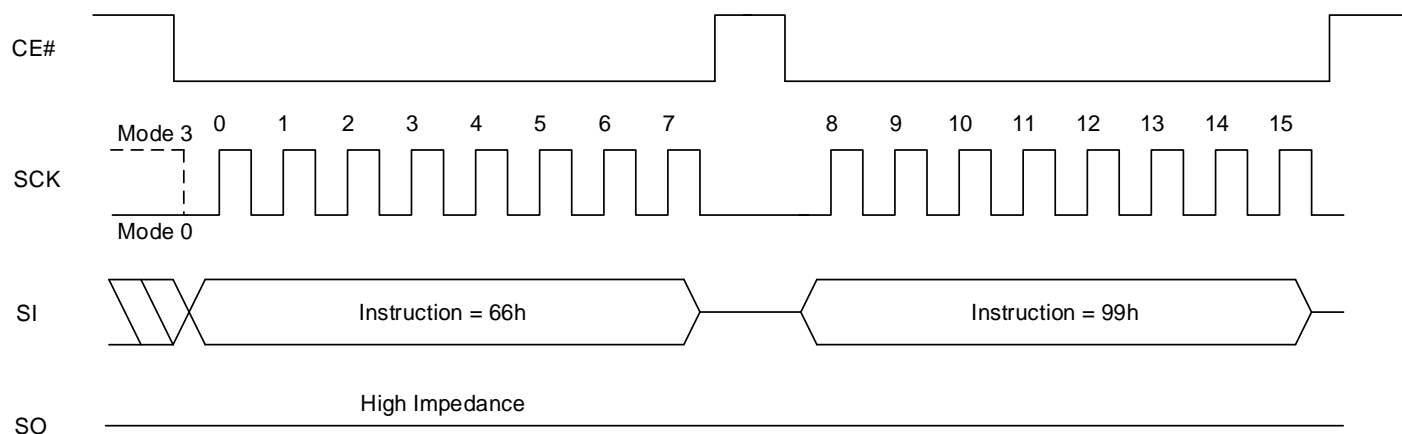 CE#
Mode 3
0 1 2 3 4 5 6 7 8 9 10 11 12 13 14 15
SCK
Mode 0
SI
Instruction = 66h
Instruction = 99h
High Impedance
SO